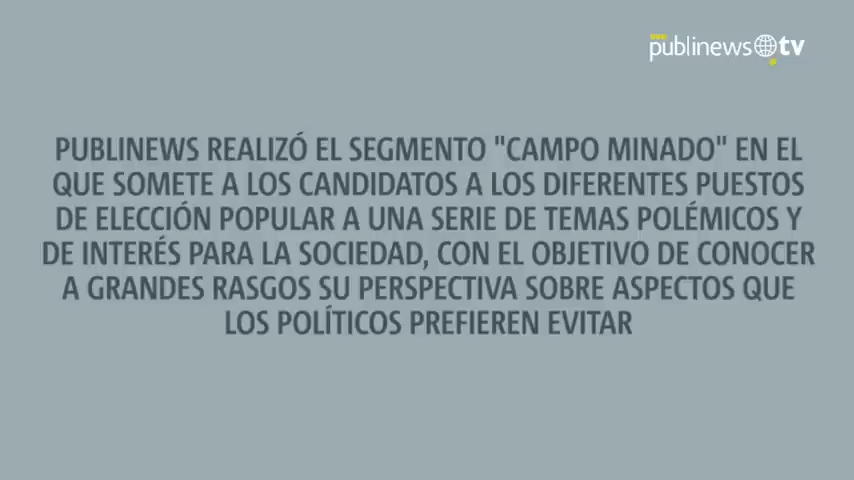 publinews tv
PUBLINEWS REALIZÓ EL SEGMENTO "CAMPO MINADO" EN EL
QUE SOMETE A LOS CANDIDATOS A LOS DIFERENTES PUESTOS
DE ELECCIÓN POPULAR A UNA SERIE DE TEMAS POLÉMICOS Y
DE INTERÉS PARA LA SOCIEDAD, CON EL OBJETIVO DE CONOCER
A GRANDES RASGOS SU PERSPECTIVA SOBRE ASPECTOS QUE
LOS POLÍTICOS PREFIEREN EVITAR